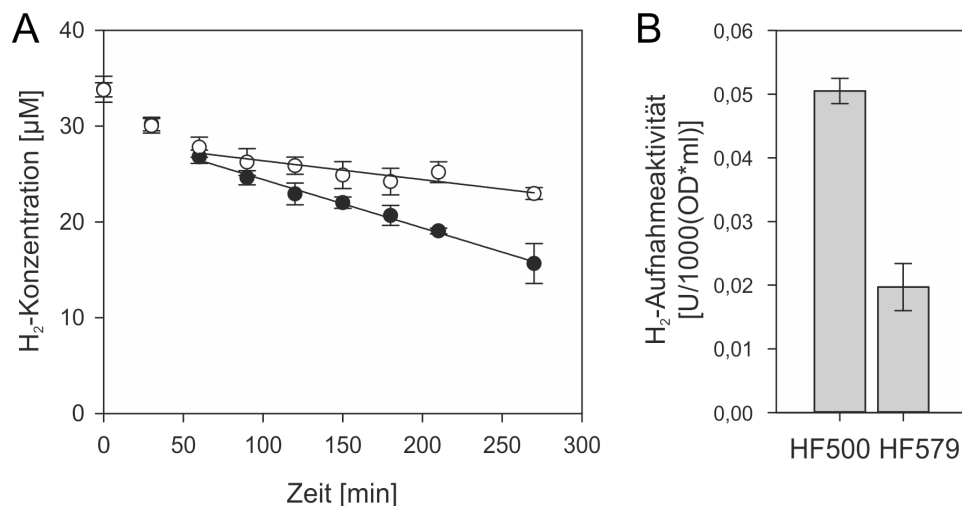 A
H₂-Konzentration [µM]
40
30
20
10
0
0 50 100 150 200 250 300
Zeit [min]
B
H₂-Aufnahmeaktivität
[U/1000(OD*ml)]
0,06
0,05
0,04
0,03
0,02
0,01
0,00
HF500 HF579